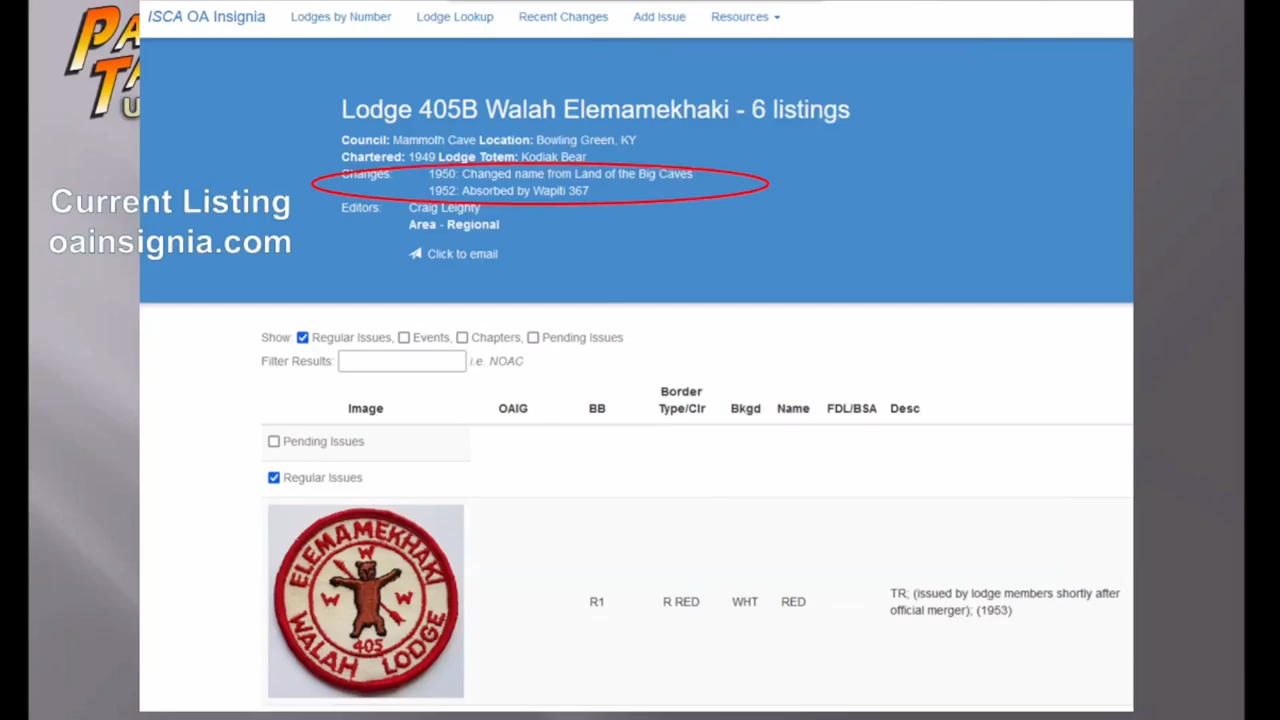 PA
TA
U
ISCA OA Insignia Lodges by Number Lodge Lookup Recent Changes Add Issue Resources
Lodge 405B Walah Elemamekhaki - 6 listings
Council: Mammoth Cave Location: Bowling Green, KY
Chartered: 1949 Lodge Totem: Kodiak Bear
Changes: 1950: Changed name from Land of the Big Caves
1952: Absorbed by Wapiti 367
Editors: Craig Leighty
Area - Regional
Click to email
Current Listing
oainsignia.com
Show: Regular Issues, Events, Chapters, Pending Issues
Filter Results: i.e. NOAC
Image OAIG BB Border Type/Clr Bkgd Name FDL/BSA Desc
Pending Issues
Regular Issues
ELEMAMEKHAKI
W
W W
405
WALAH LODGE
R1 R RED WHT RED TR; (issued by lodge members shortly after
official merger); (1953)